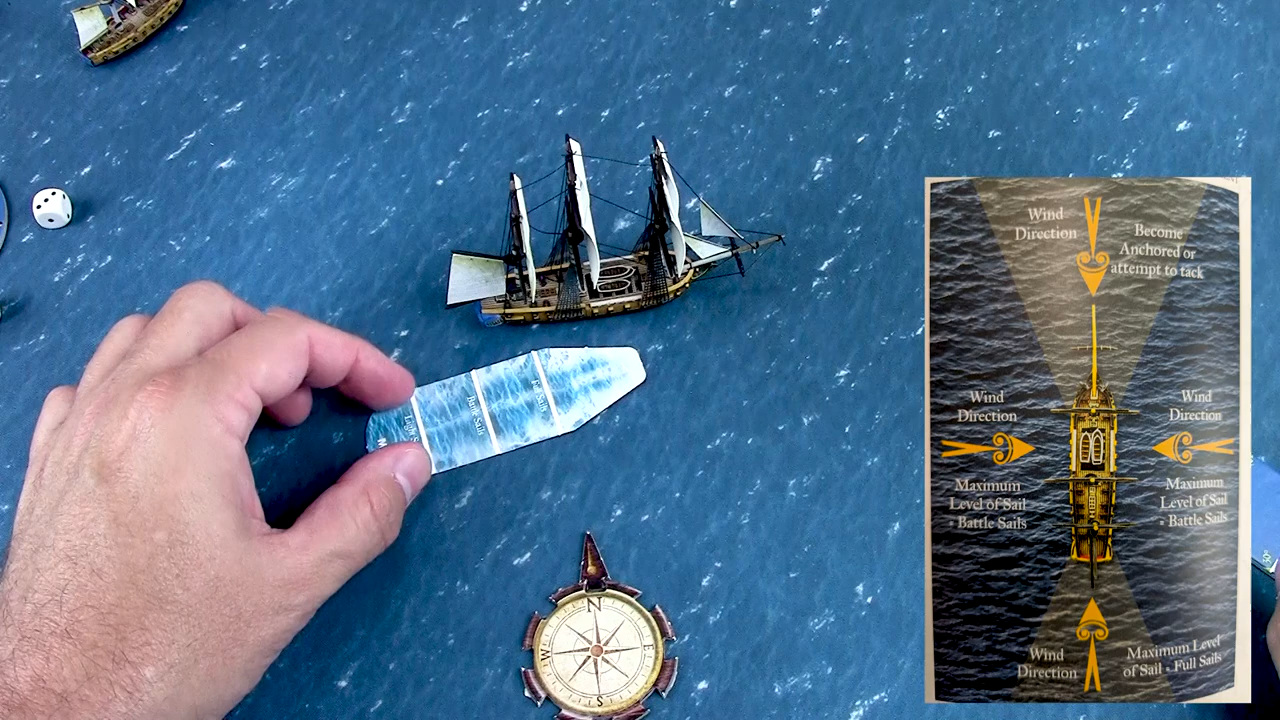 Wind
Direction
Become
Anchored or
attempt to tack
Wind
Direction
Wind
Direction
Maximum
Level of Sail
= Battle Sails
Maximum
Level of Sail
= Battle Sails
Wind
Direction
Maximum Level
of Sail = Full Sails
Full Sails
Battle Sails
Light S
N
W
E
S